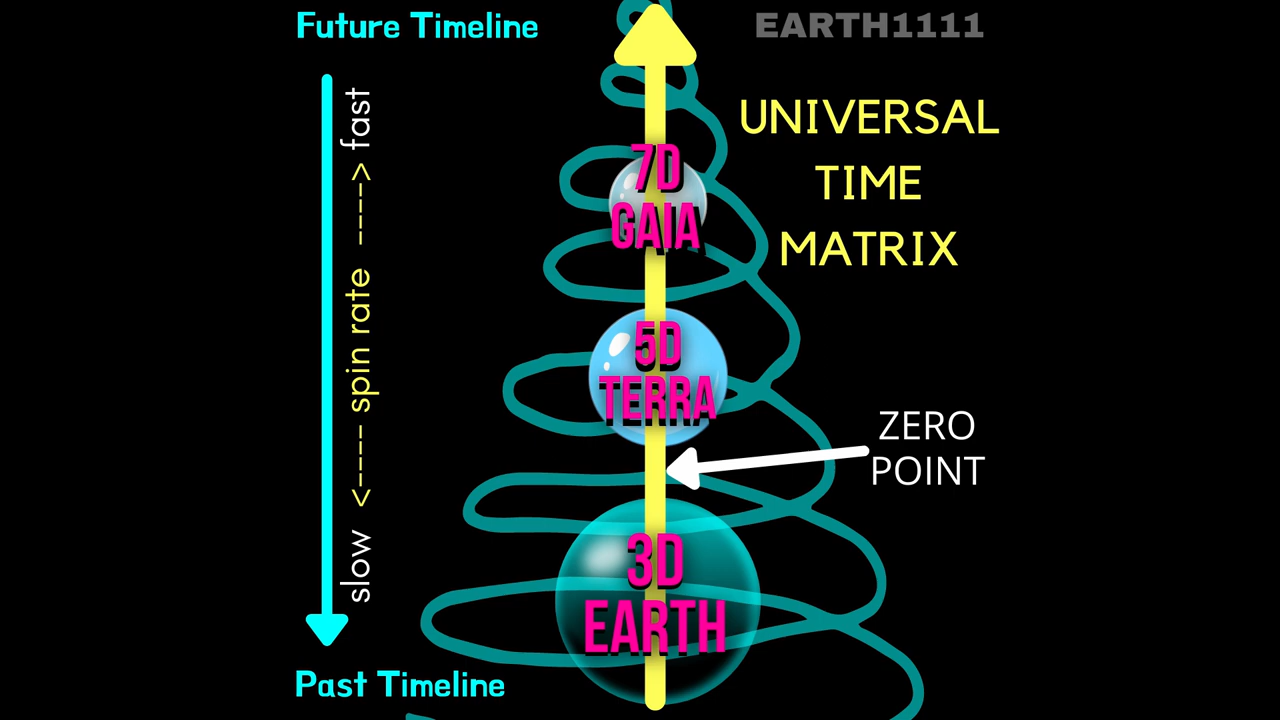 Future Timeline
EARTH1111
UNIVERSAL
TIME
MATRIX
slow <---- spin rate ----> fast
7D
GAIA
5D
TERRA
ZERO
POINT
3D
EARTH
Past Timeline